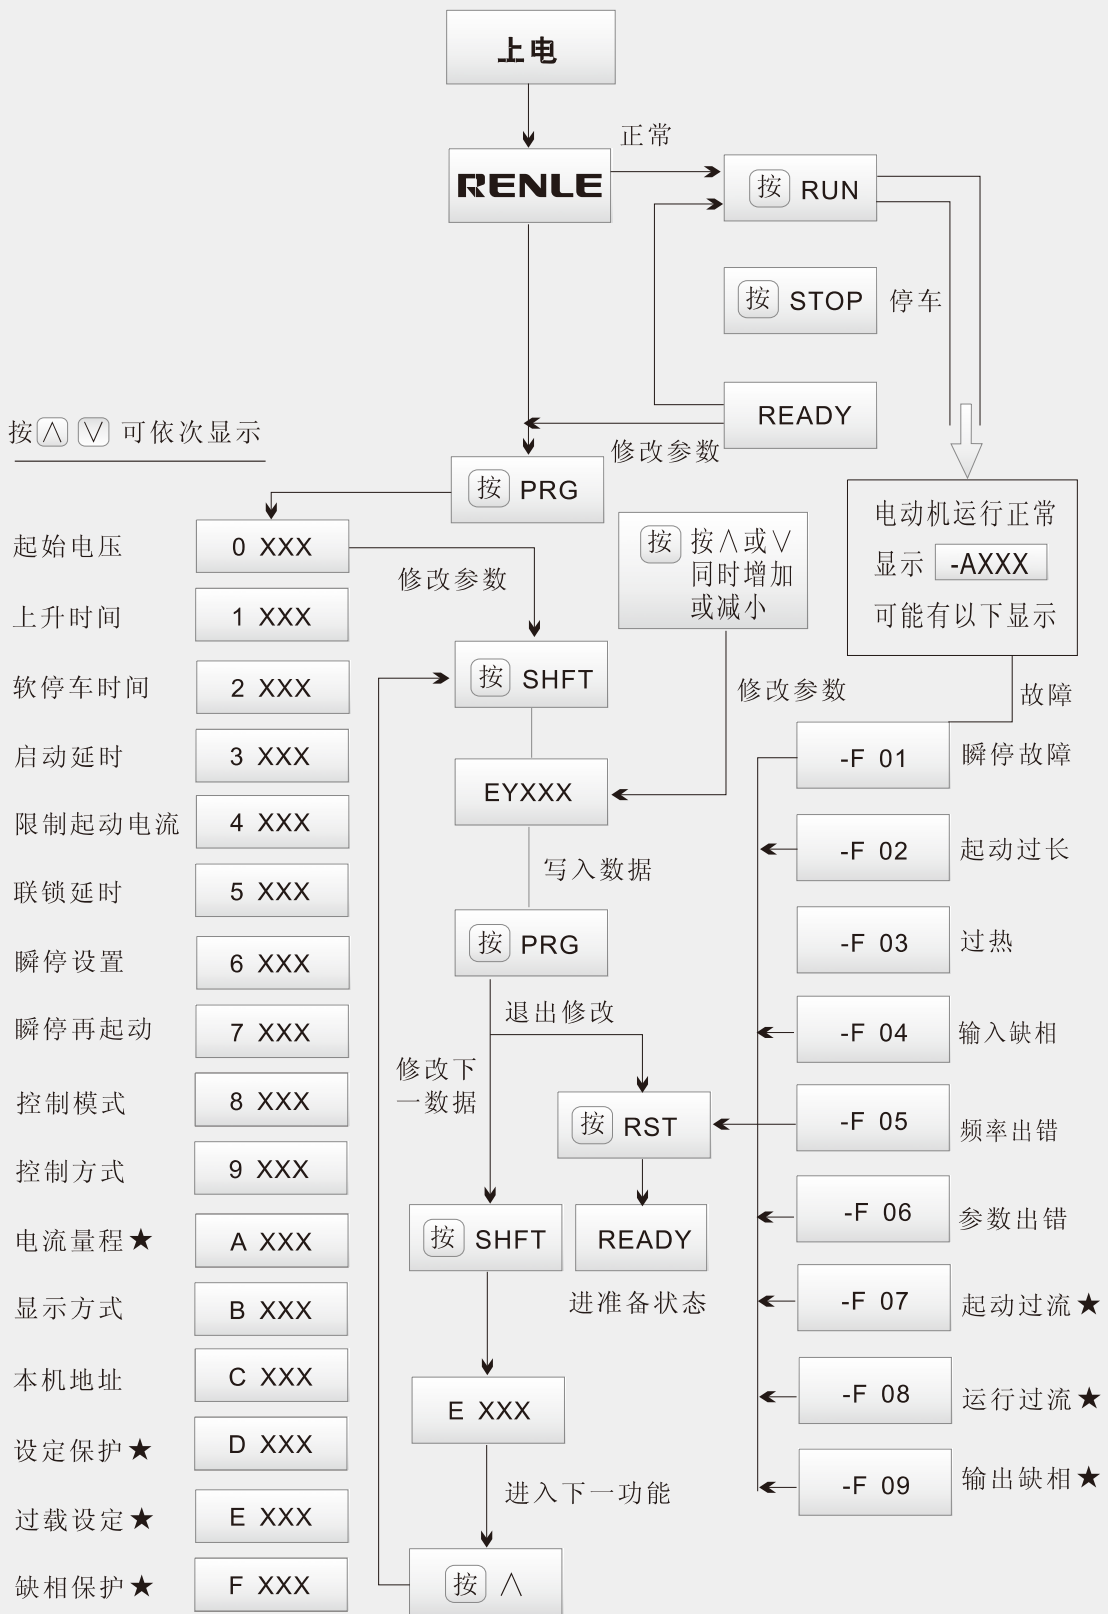 上电
RENLE
正常
按 RUN
按 STOP 停车
READY
修改参数
按∧ ∨ 可依次显示
按 PRG
起始电压 0 XXX
上升时间 1 XXX
软停车时间 2 XXX
启动延时 3 XXX
限制起动电流 4 XXX
联锁延时 5 XXX
瞬停设置 6 XXX
瞬停再起动 7 XXX
控制模式 8 XXX
控制方式 9 XXX
电流量程★ A XXX
显示方式 B XXX
本机地址 C XXX
设定保护★ D XXX
过载设定★ E XXX
缺相保护★ F XXX
修改参数
按 按∧或∨
同时增加
或减小
修改参数
按 SHFT
EYXXX
写入数据
按 PRG
退出修改
修改下
一数据
按 RST
READY
进准备状态
按 SHFT
E XXX
进入下一功能
按 ∧
电动机运行正常
显示 -AXXX
可能有以下显示
故障
-F 01 瞬停故障
-F 02 起动过长
-F 03 过热
-F 04 输入缺相
-F 05 频率出错
-F 06 参数出错
-F 07 起动过流★
-F 08 运行过流★
-F 09 输出缺相★